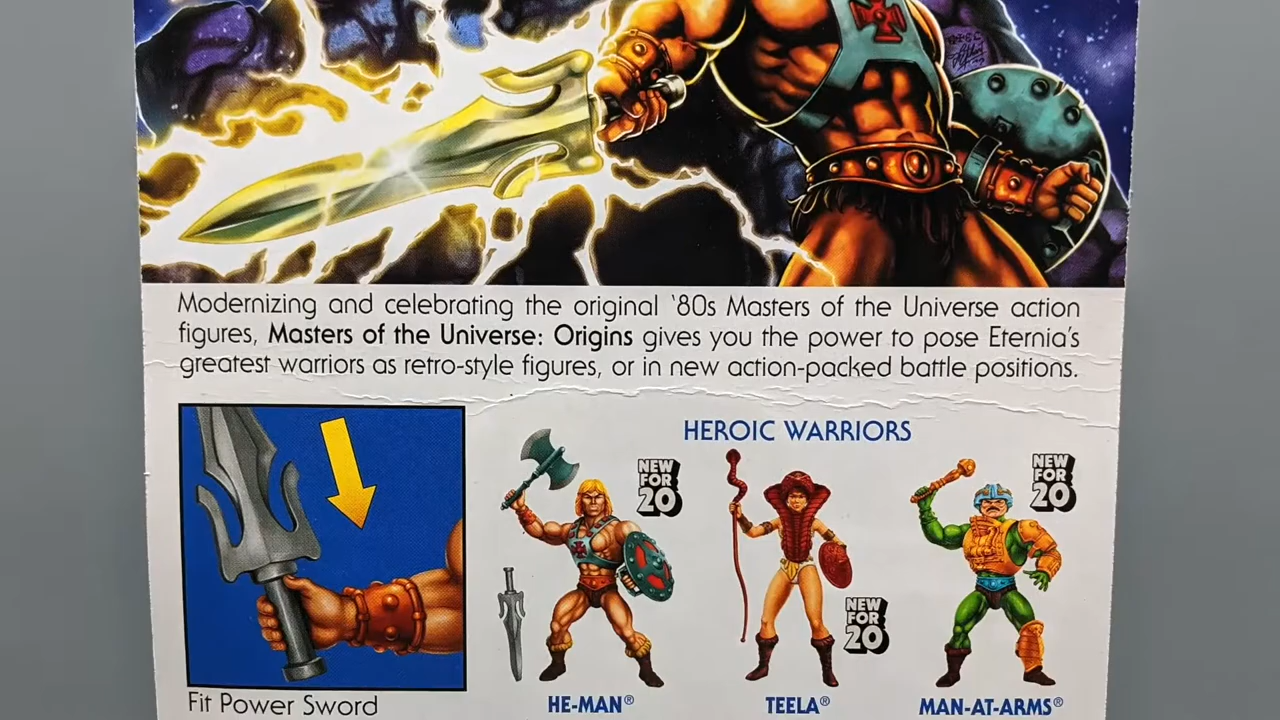 Modernizing and celebrating the original '80s Masters of the Universe action
figures, Masters of the Universe: Origins gives you the power to pose Eternia's
greatest warriors as retro-style figures, or in new action-packed battle positions.
HEROIC WARRIORS
NEW
FOR
20
NEW
FOR
20
NEW
FOR
20
Fit Power Sword
HE-MAN®
TEELA®
MAN-AT-ARMS®